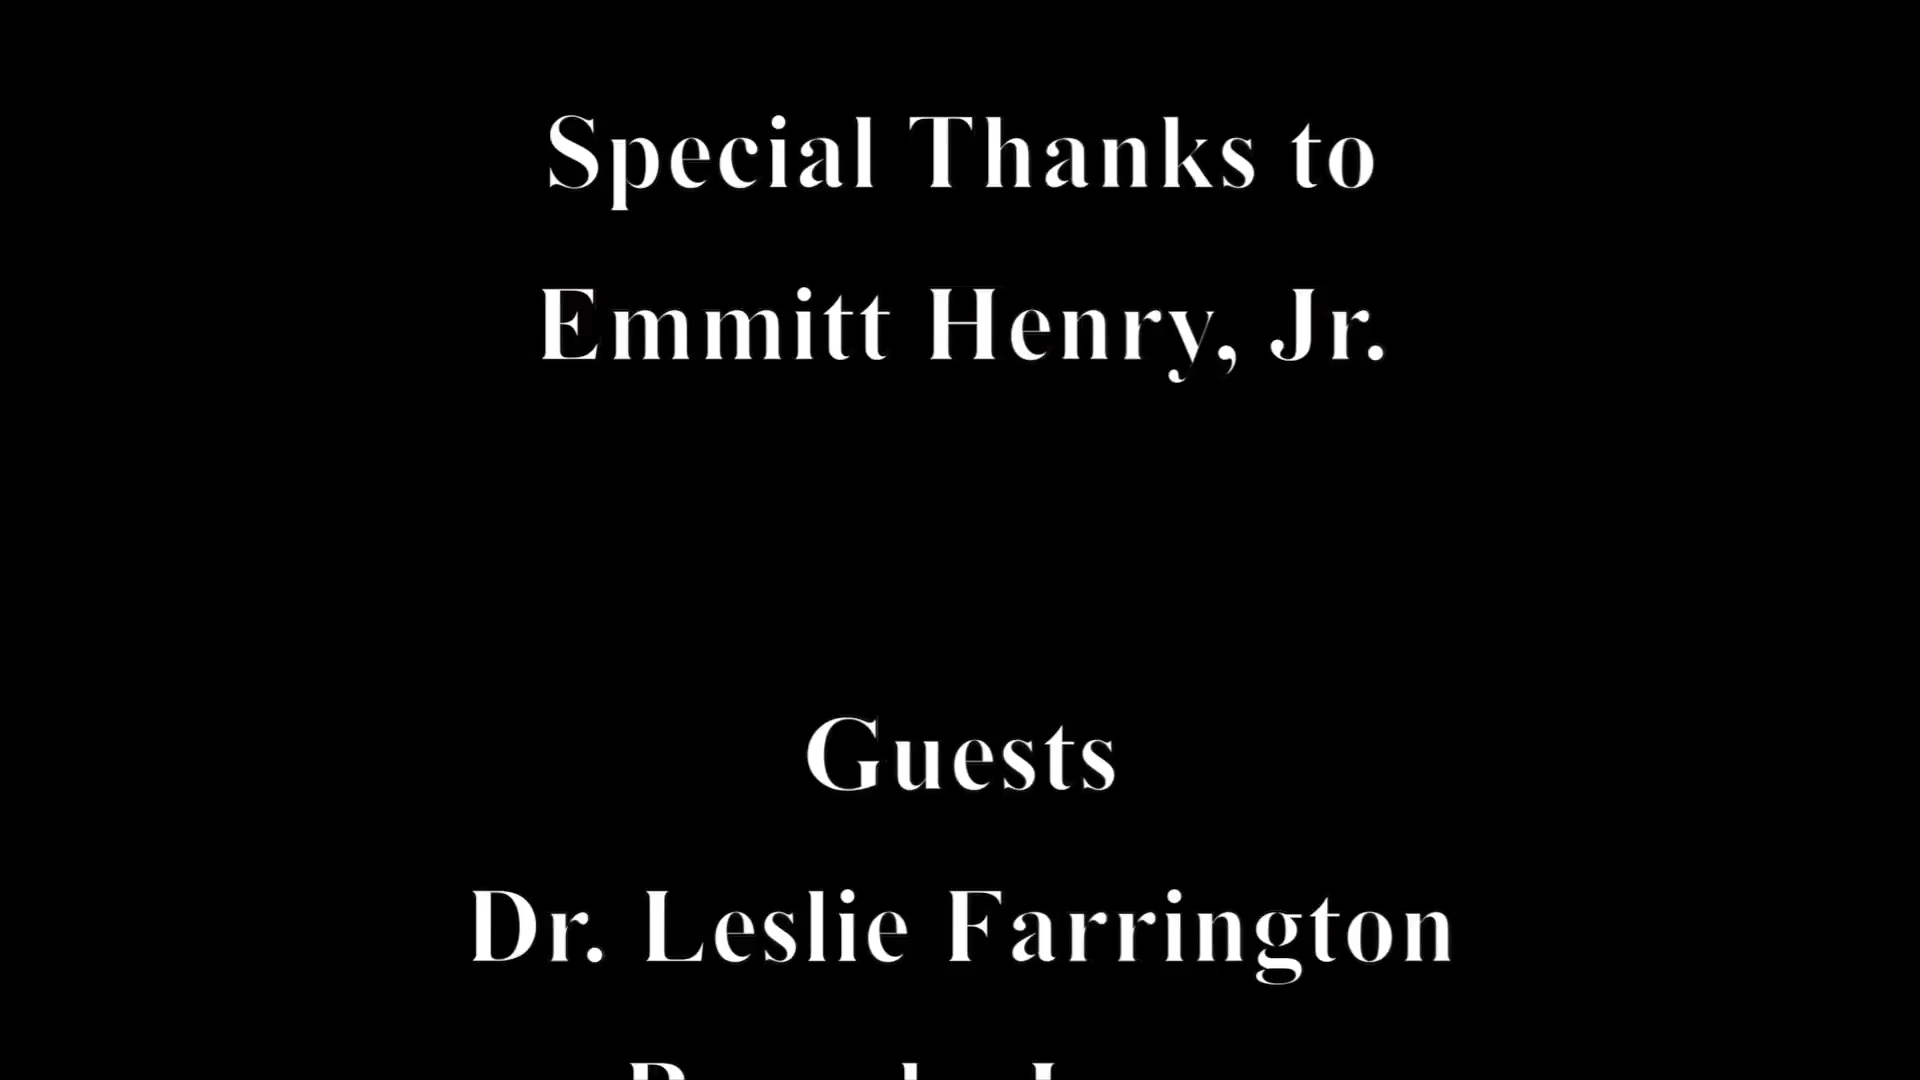 Special Thanks to
Emmitt Henry, Jr.
Guests
Dr. Leslie Farrington